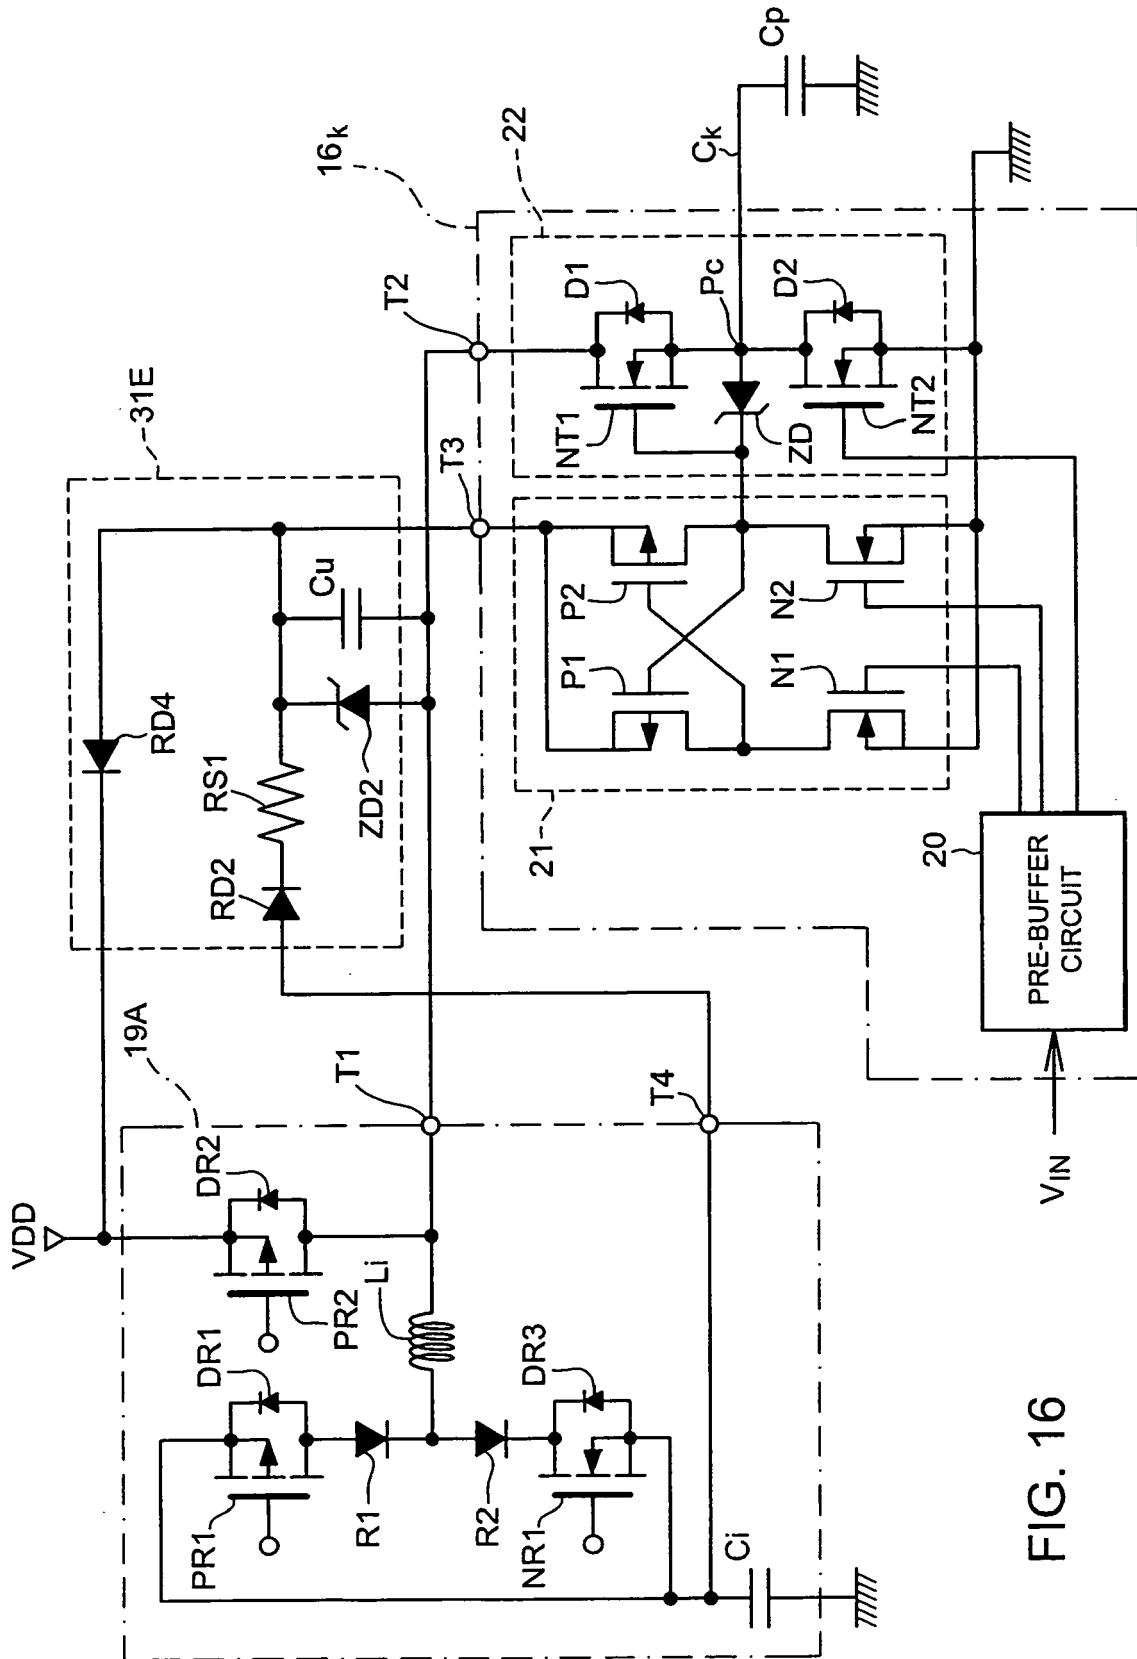 VDD
19A
DR2
PR2
DR1
PR1
R1
Li
R2
DR3
NR1
Ci
T1
T4
31E
RD4
RS1
RD2
ZD2
Cu
T3
T2
16k
22
D1
NT1
Pc
ZD
D2
NT2
Ck
Cp
21
P1
P2
N1
N2
20
PRE-BUFFER
CIRCUIT
VIN
FIG. 16